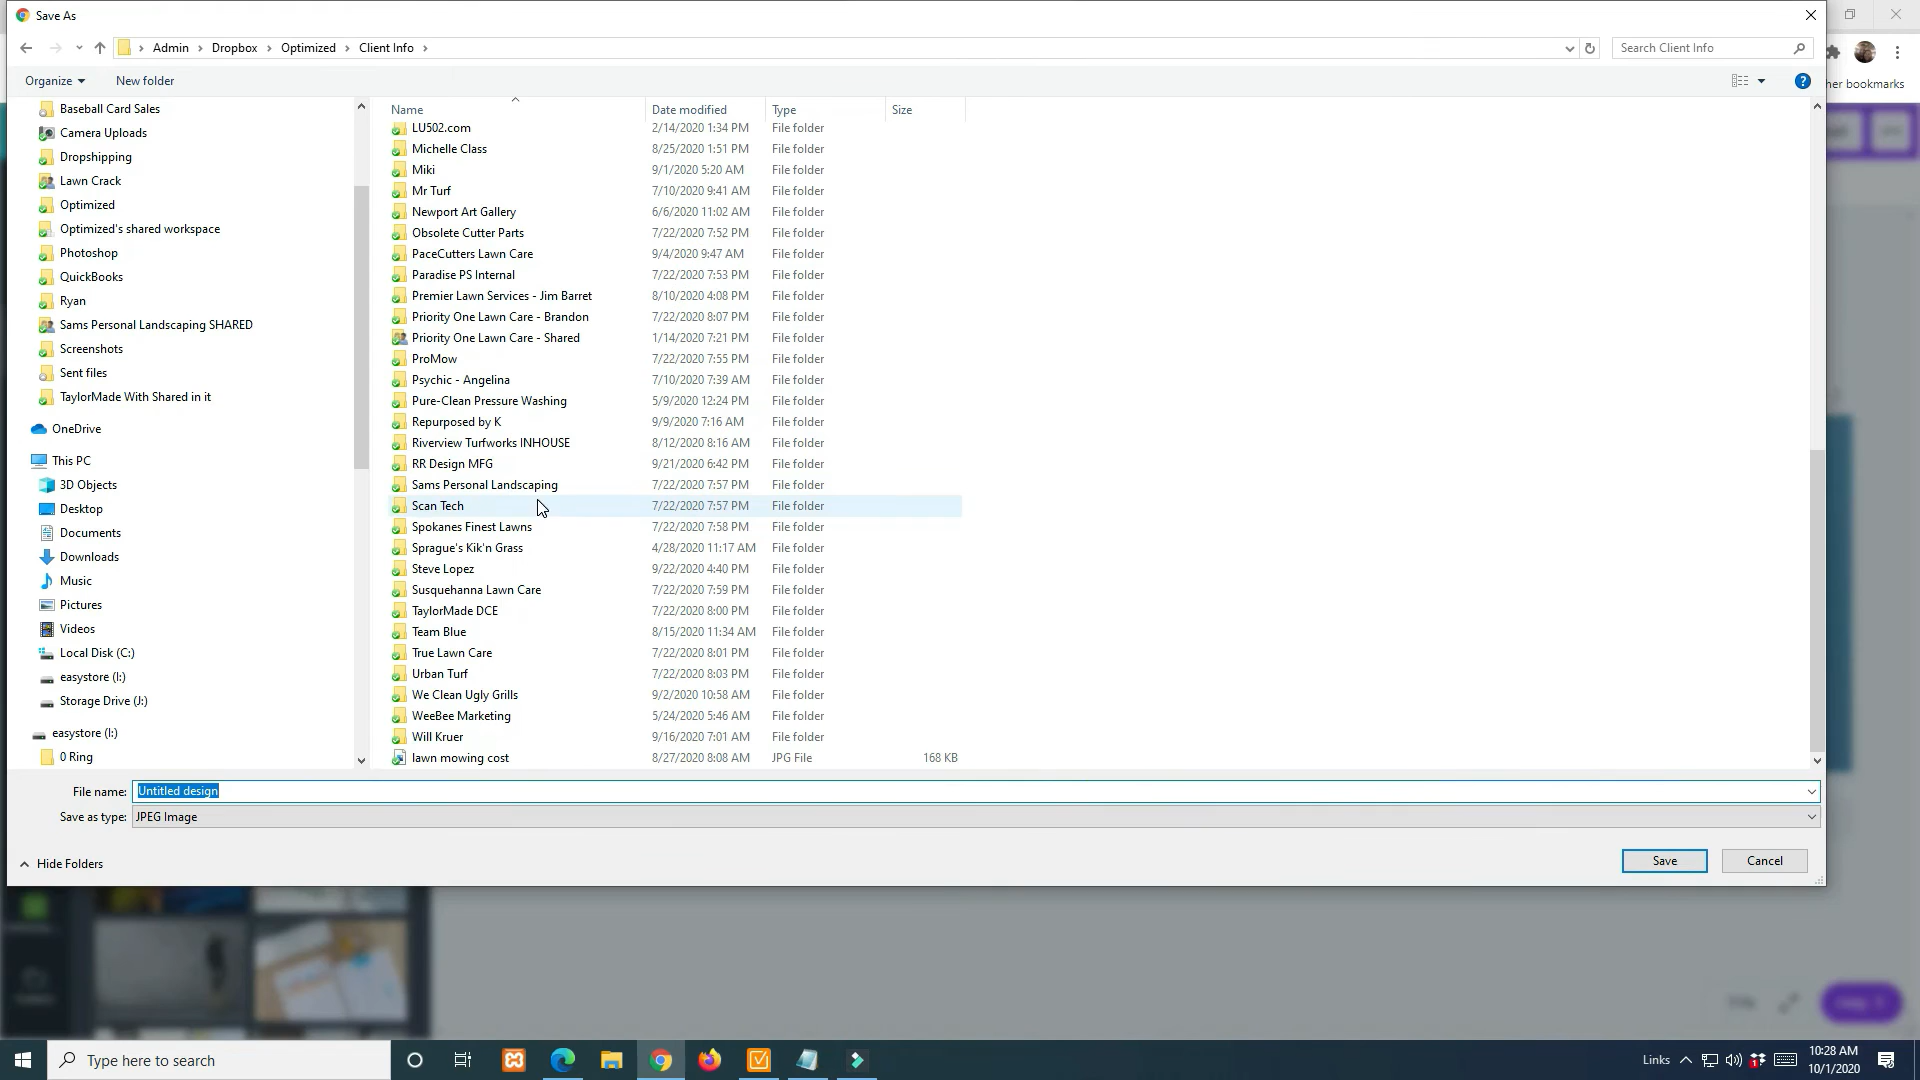 Save As
Admin > Dropbox > Optimized > Client Info >
Search Client Info
Organize
New folder
her bookmarks
Baseball Card Sales
Camera Uploads
Dropshipping
Lawn Crack
Optimized
Optimized's shared workspace
Photoshop
QuickBooks
Ryan
Sams Personal Landscaping SHARED
Screenshots
Sent files
TaylorMade With Shared in it
OneDrive
This PC
3D Objects
Desktop
Documents
Downloads
Music
Pictures
Videos
Local Disk (C:)
easystore (I:)
Storage Drive (J:)
easystore (I:)
0 Ring
Name Date modified Type Size
LU502.com 2/14/2020 1:34 PM File folder
Michelle Class 8/25/2020 1:51 PM File folder
Miki 9/1/2020 5:20 AM File folder
Mr Turf 7/10/2020 9:41 AM File folder
Newport Art Gallery 6/6/2020 11:02 AM File folder
Obsolete Cutter Parts 7/22/2020 7:52 PM File folder
PaceCutters Lawn Care 9/4/2020 9:47 AM File folder
Paradise PS Internal 7/22/2020 7:53 PM File folder
Premier Lawn Services - Jim Barret 8/10/2020 4:08 PM File folder
Priority One Lawn Care - Brandon 7/22/2020 8:07 PM File folder
Priority One Lawn Care - Shared 1/14/2020 7:21 PM File folder
ProMow 7/22/2020 7:55 PM File folder
Psychic - Angelina 7/10/2020 7:39 AM File folder
Pure-Clean Pressure Washing 5/9/2020 12:24 PM File folder
Repurposed by K 9/9/2020 7:16 AM File folder
Riverview Turfworks INHOUSE 8/12/2020 8:16 AM File folder
RR Design MFG 9/21/2020 6:42 PM File folder
Sams Personal Landscaping 7/22/2020 7:57 PM File folder
Scan Tech 7/22/2020 7:57 PM File folder
Spokanes Finest Lawns 7/22/2020 7:58 PM File folder
Sprague's Kik'n Grass 4/28/2020 11:17 AM File folder
Steve Lopez 9/22/2020 4:40 PM File folder
Susquehanna Lawn Care 7/22/2020 7:59 PM File folder
TaylorMade DCE 7/22/2020 8:00 PM File folder
Team Blue 8/15/2020 11:34 AM File folder
True Lawn Care 7/22/2020 8:01 PM File folder
Urban Turf 7/22/2020 8:03 PM File folder
We Clean Ugly Grills 9/2/2020 10:58 AM File folder
WeeBee Marketing 5/24/2020 5:46 AM File folder
Will Kruer 9/16/2020 7:01 AM File folder
lawn mowing cost 8/27/2020 8:08 AM JPG File 168 KB
File name: Untitled design
Save as type: JPEG Image
Hide Folders
Save
Cancel
Type here to search
Links
10:28 AM
10/1/2020